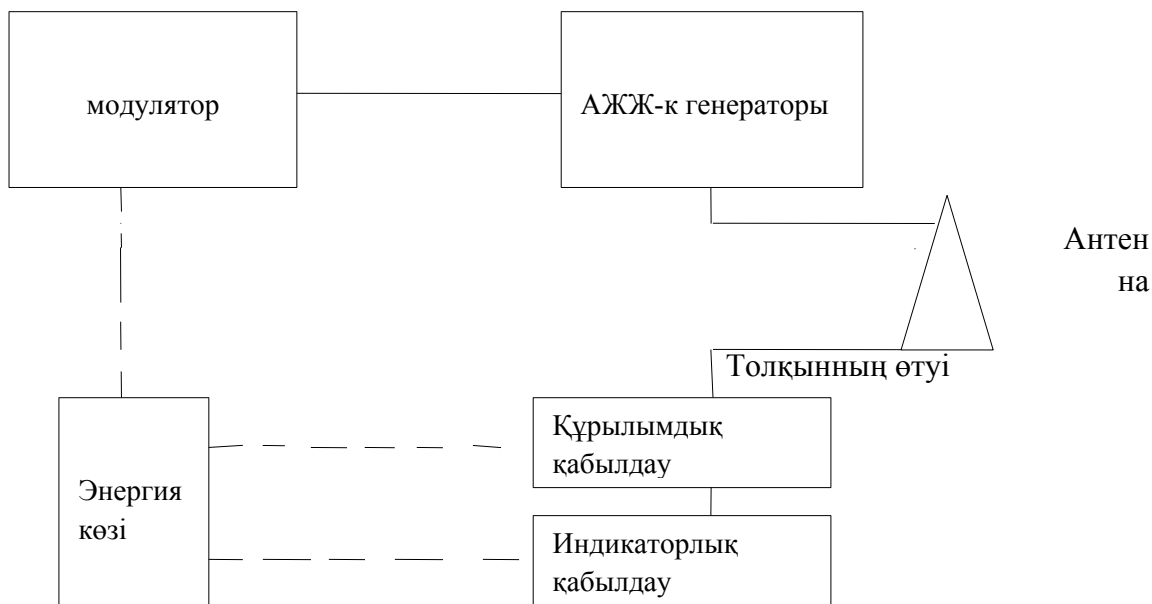 модулятор
АЖЖ-к генераторы
Антен
на
Толқынның өтуі
Құрылымдық
қабылдау
Энергия
көзі
Индикаторлық
қабылдау